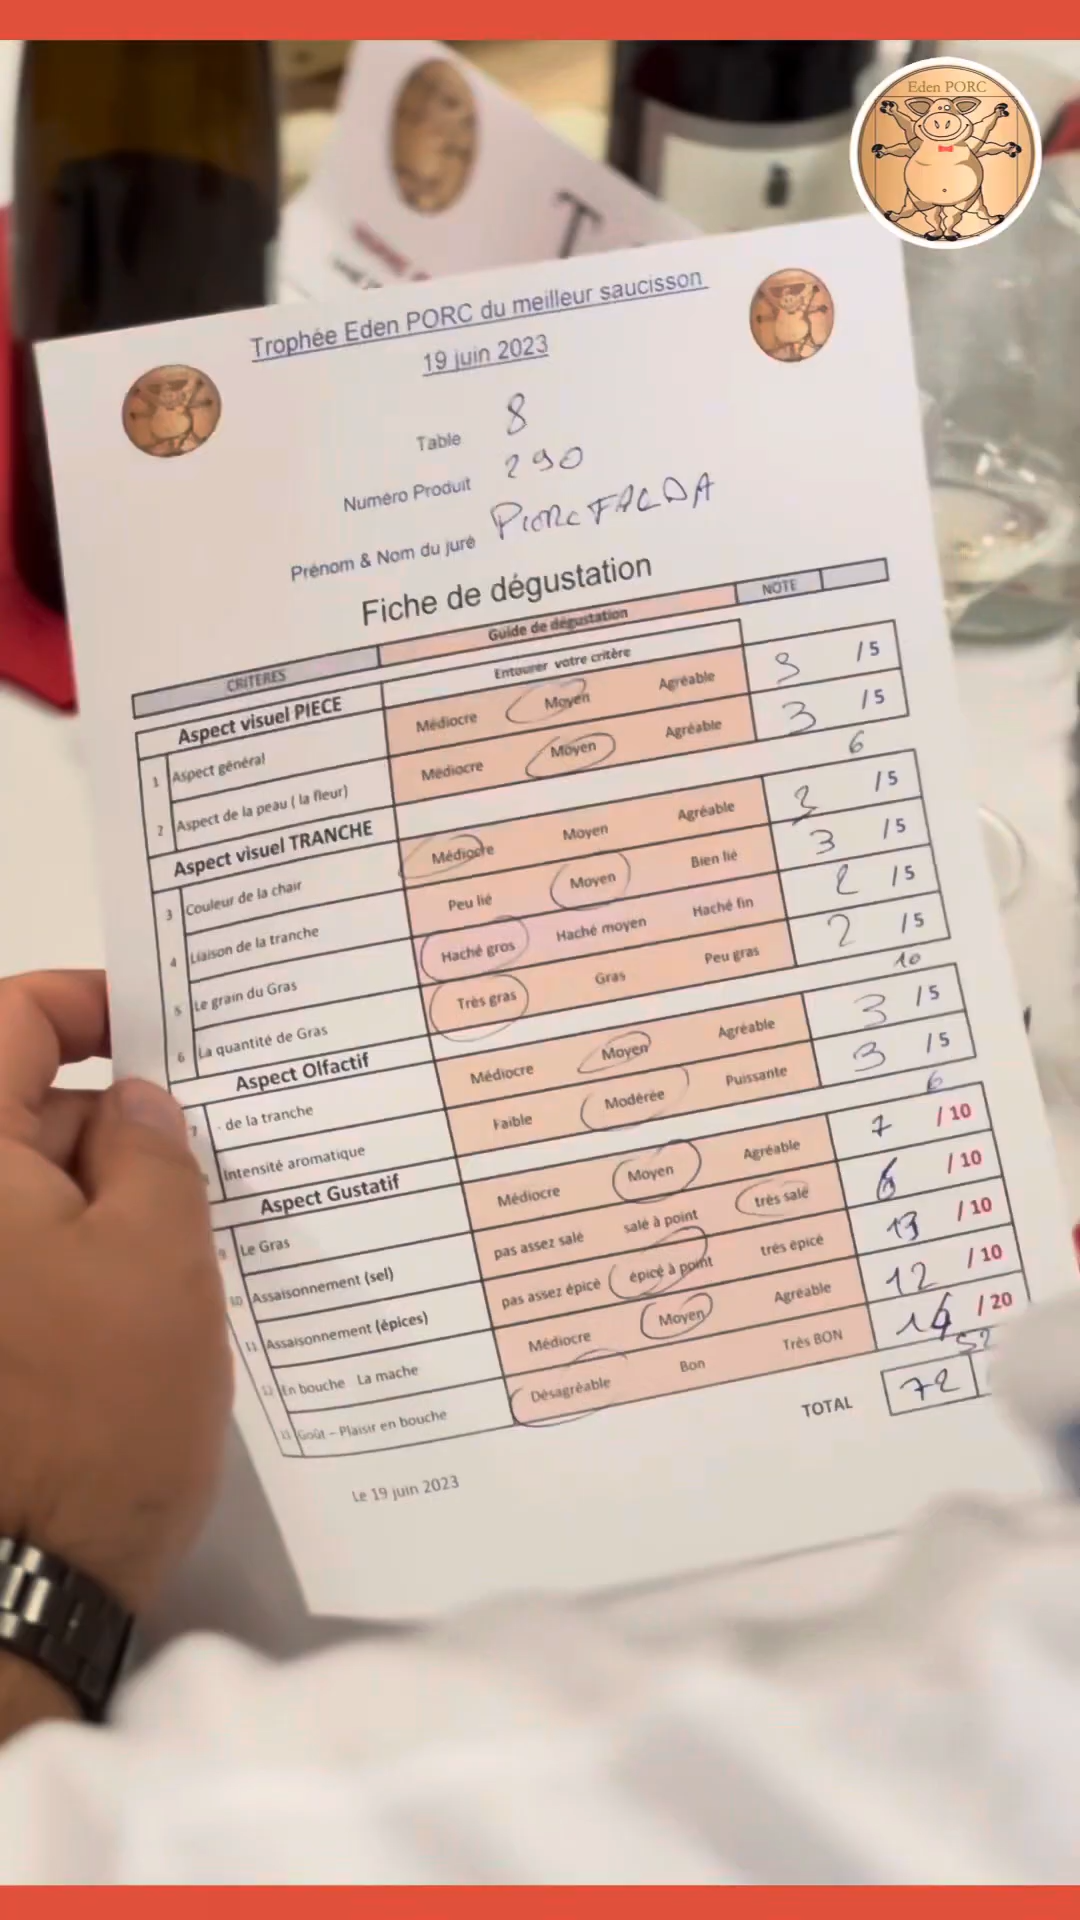 Eden PORC
Trophée Eden PORC du meilleur saucisson
19 juin 2023
Table 8
Numéro Produit 290
Prénom & Nom du juré
Fiche de dégustation
CRITERES Guide de dégustation NOTE
Aspect visuel PIECE Entourer votre critère
1 Aspect général Médiocre Moyen Agréable 3 /5
2 Aspect de la peau ( la fleur) Médiocre Moyen Agréable 3 /5
Aspect visuel TRANCHE 6
3 Couleur de la chair Médiocre Moyen Agréable 3 /5
4 Liaison de la tranche Peu lié Moyen Bien lié 3 /5
5 Le grain du Gras Haché gros Haché moyen Haché fin 2 /5
6 La quantité de Gras Très gras Gras Peu gras 2 /5
Aspect Olfactif 10
7 de la tranche Médiocre Moyen Agréable 3 /5
Intensité aromatique Faible Modérée Puissante 3 /5
Aspect Gustatif 6
9 Le Gras Médiocre Moyen Agréable 7 /10
10 Assaisonnement (sel) pas assez salé salé à point très salé 6 /10
11 Assaisonnement (épices) pas assez épicé épicé à point très épicé 13 /10
12 En bouche La mache Médiocre Moyen Agréable 12 /10
13 Goût – Plaisir en bouche Désagréable Bon Très BON 14 /20
52
TOTAL 72
Le 19 juin 2023